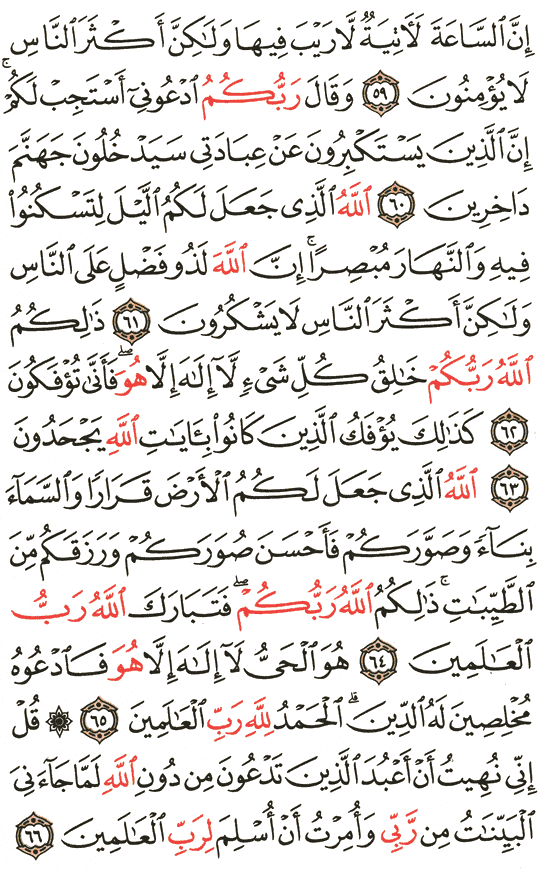 إِنَّ ٱلسَّاعَةَ لَأٓتِيَةٌ لَّا رَيۡبَ فِيهَا وَلَٰكِنَّ أَكۡثَرَ ٱلنَّاسِ
لَا يُؤۡمِنُونَ ٥٩ وَقَالَ رَبُّكُمُ ٱدۡعُونِيٓ أَسۡتَجِبۡ لَكُمۡۚ
إِنَّ ٱلَّذِينَ يَسۡتَكۡبِرُونَ عَنۡ عِبَادَتِي سَيَدۡخُلُونَ جَهَنَّمَ
دَاخِرِينَ ٦٠ ٱللَّهُ ٱلَّذِي جَعَلَ لَكُمُ ٱلَّيۡلَ لِتَسۡكُنُواْ
فِيهِ وَٱلنَّهَارَ مُبۡصِرًاۚ إِنَّ ٱللَّهَ لَذُو فَضۡلٍ عَلَى ٱلنَّاسِ
وَلَٰكِنَّ أَكۡثَرَ ٱلنَّاسِ لَا يَشۡكُرُونَ ٦١ ذَٰلِكُمُ
ٱللَّهُ رَبُّكُمۡ خَٰلِقُ كُلِّ شَيۡءٖ لَّآ إِلَٰهَ إِلَّا هُوَۖ فَأَنَّىٰ تُؤۡفَكُونَ
٦٢ كَذَٰلِكَ يُؤۡفَكُ ٱلَّذِينَ كَانُواْ بِـَٔايَٰتِ ٱللَّهِ يَجۡحَدُونَ
٦٣ ٱللَّهُ ٱلَّذِي جَعَلَ لَكُمُ ٱلۡأَرۡضَ قَرَارٗا وَٱلسَّمَآءَ
بِنَآءٗ وَصَوَّرَكُمۡ فَأَحۡسَنَ صُوَرَكُمۡ وَرَزَقَكُم مِّنَ
ٱلطَّيِّبَٰتِۚ ذَٰلِكُمُ ٱللَّهُ رَبُّكُمۡۖ فَتَبَارَكَ ٱللَّهُ رَبُّ
ٱلۡعَٰلَمِينَ ٦٤ هُوَ ٱلۡحَيُّ لَآ إِلَٰهَ إِلَّا هُوَ فَٱدۡعُوهُ
مُخۡلِصِينَ لَهُ ٱلدِّينَۗ ٱلۡحَمۡدُ لِلَّهِ رَبِّ ٱلۡعَٰلَمِينَ ٦٥ ۞ قُلۡ
إِنِّي نُهِيتُ أَنۡ أَعۡبُدَ ٱلَّذِينَ تَدۡعُونَ مِن دُونِ ٱللَّهِ لَمَّا جَآءَنِيَ
ٱلۡبَيِّنَٰتُ مِن رَّبِّي وَأُمِرۡتُ أَنۡ أُسۡلِمَ لِرَبِّ ٱلۡعَٰلَمِينَ ٦٦